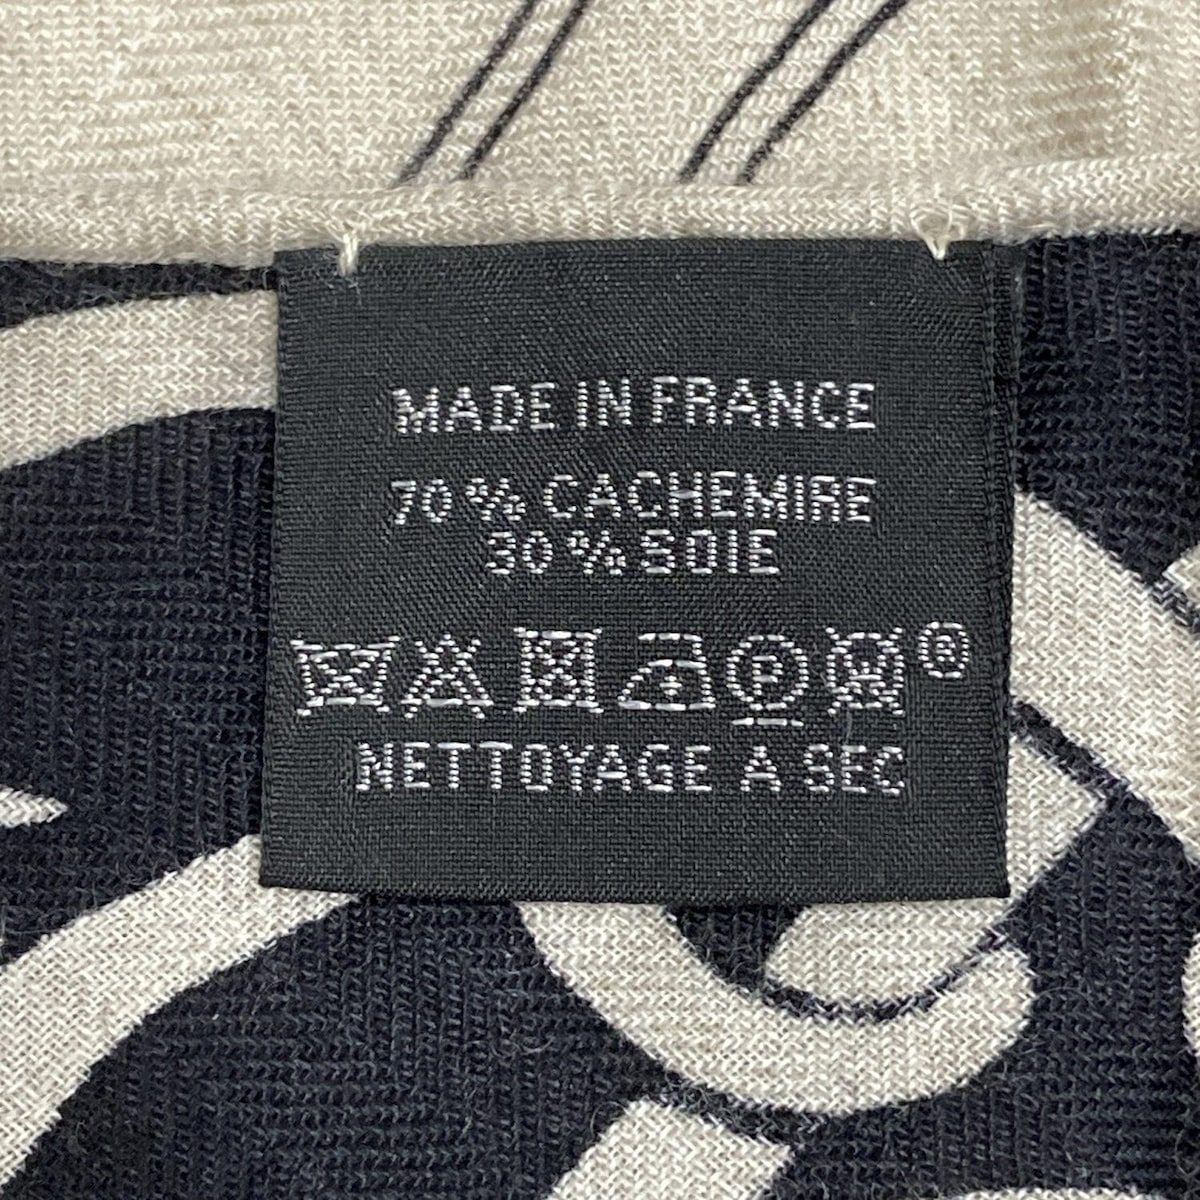 MADE IN FRANCE
70 % CACHEMIRE
30 % SOIE
P W ®
NETTOYAGE A SEC